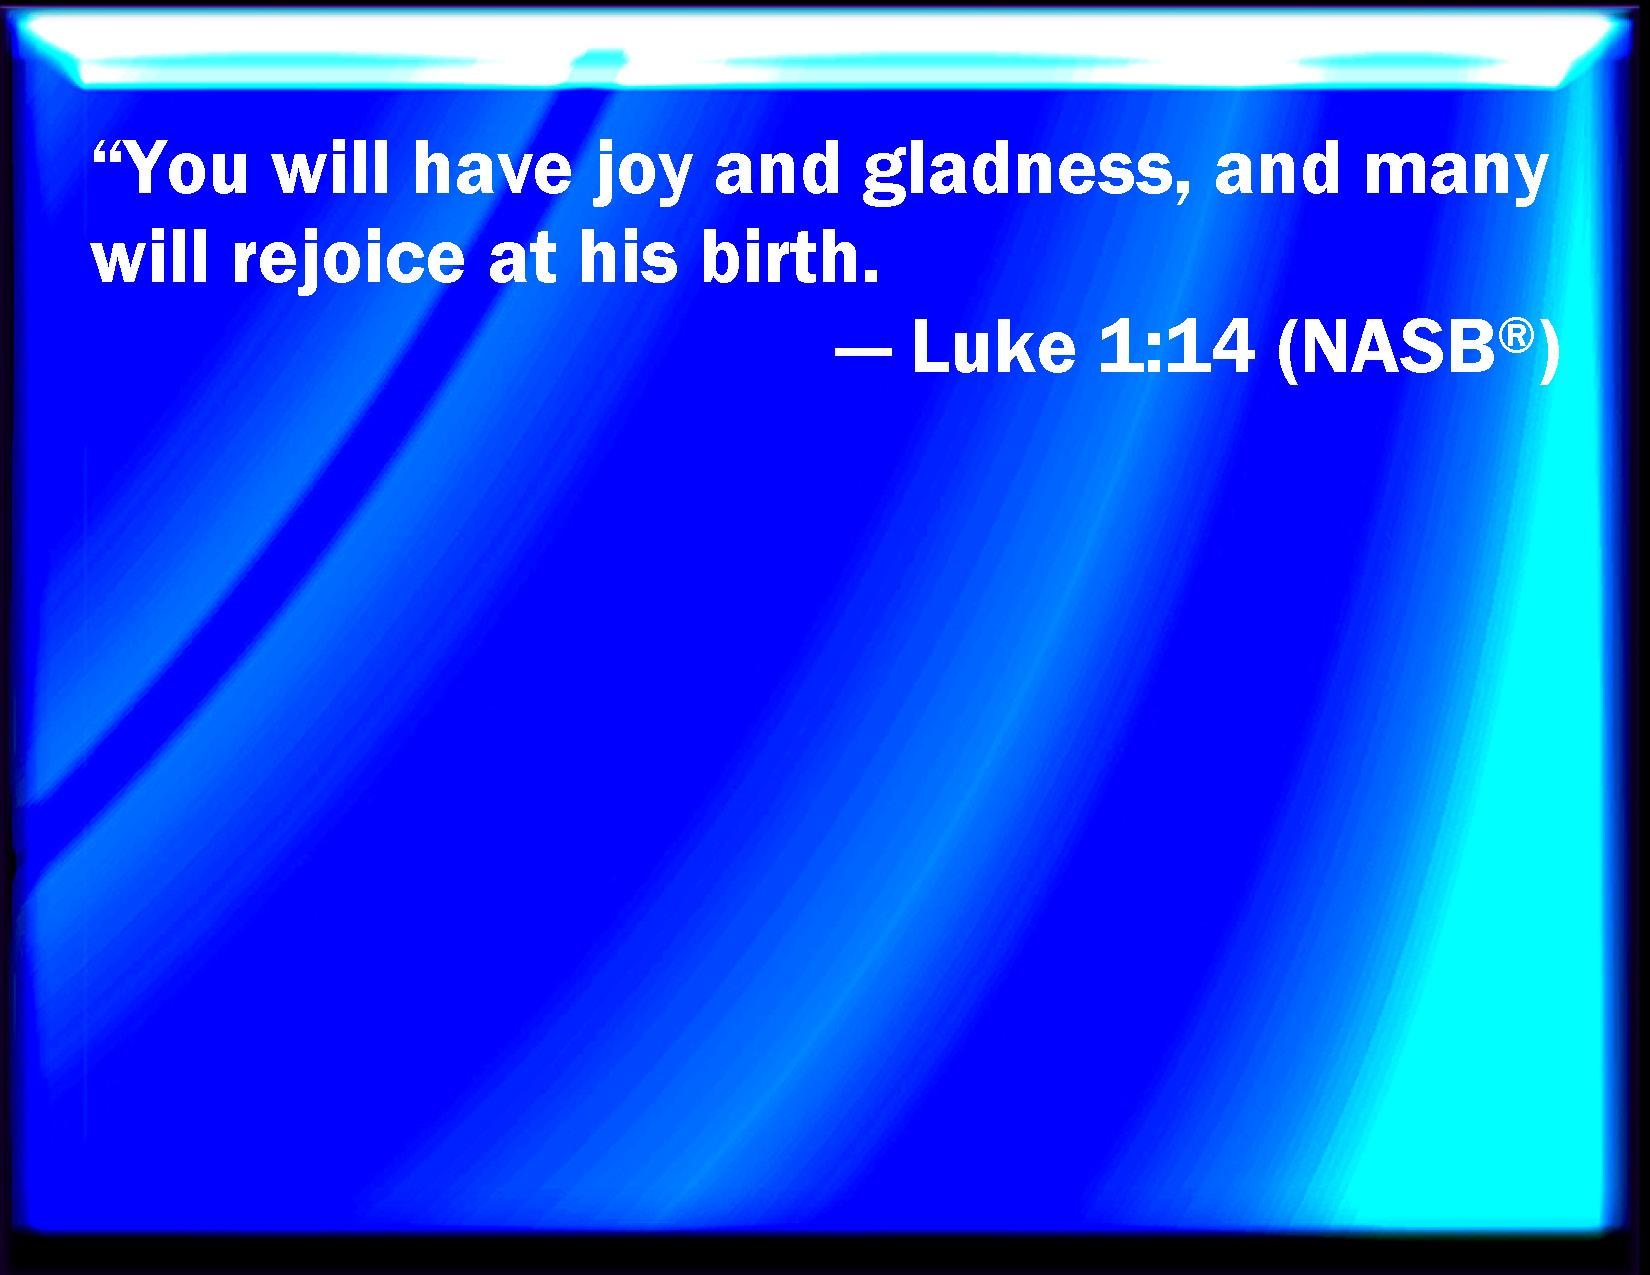 “You will have joy and gladness, and many
will rejoice at his birth.
— Luke 1:14 (NASB®)